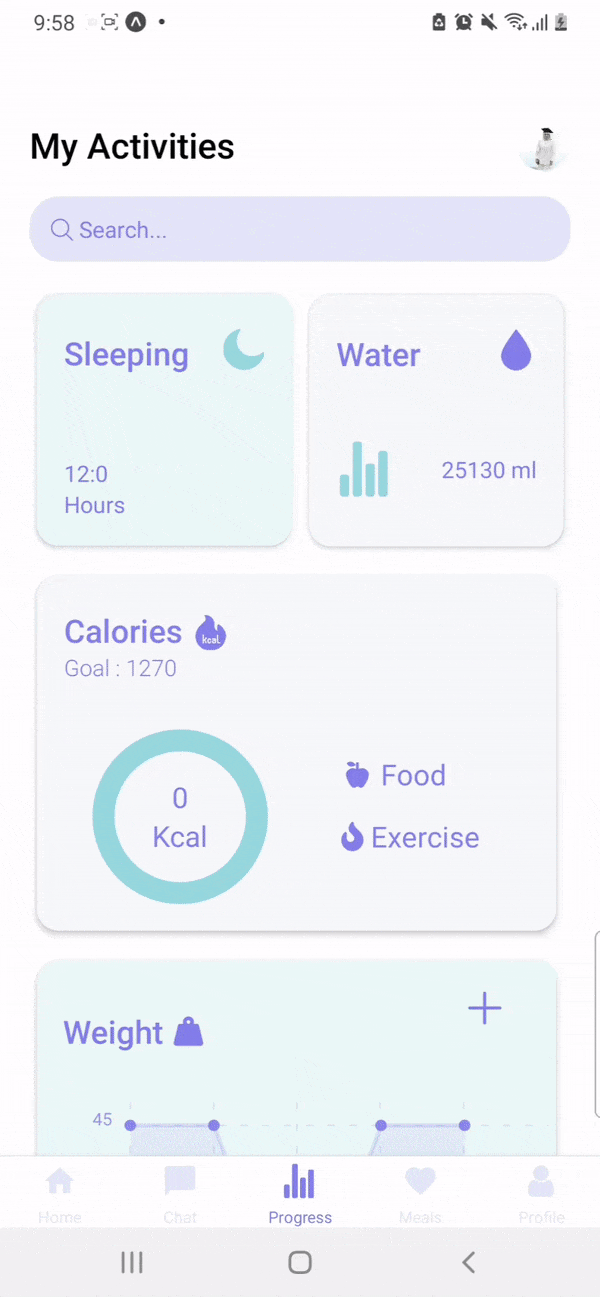 9:58
My Activities
Search...
Sleeping
12:0
Hours
Water
25130 ml
Calories
kcal
Goal : 1270
0
Kcal
Food
Exercise
Weight
45
Home
Chat
Progress
Meals
Profile